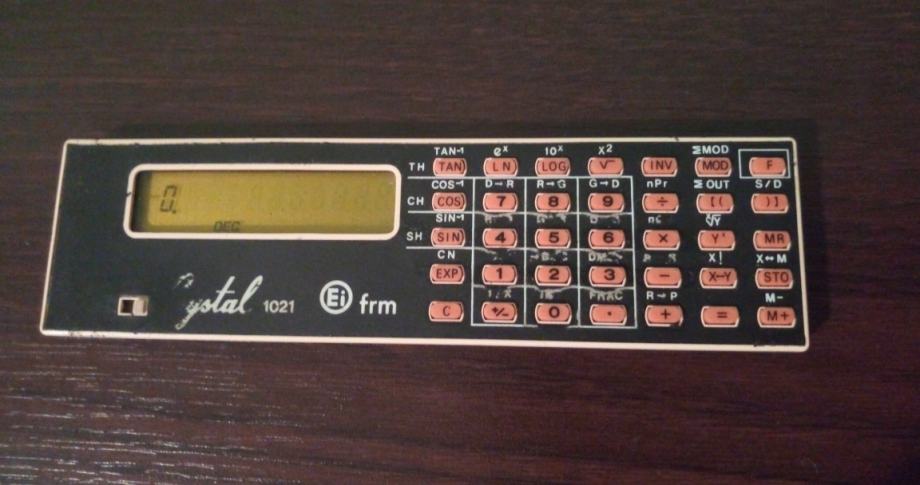 TAN-1 eˣ 10ˣ X² ΣMOD
TH TAN LN LOG √‾ INV MOD F
COS-1 D→R R→G G→D nPr ΣOUT S/D
CH COS 7 8 9 ÷ [( )]
0.
DEC
SIN-1
SH SIN 4 5 6 × Yˣ MR
CN X! X↔M
EXP 1 2 3 − X↔Y STO
FRAC R→P M-
C +/− 0 . + = M+
ystal 1021 Ei frm